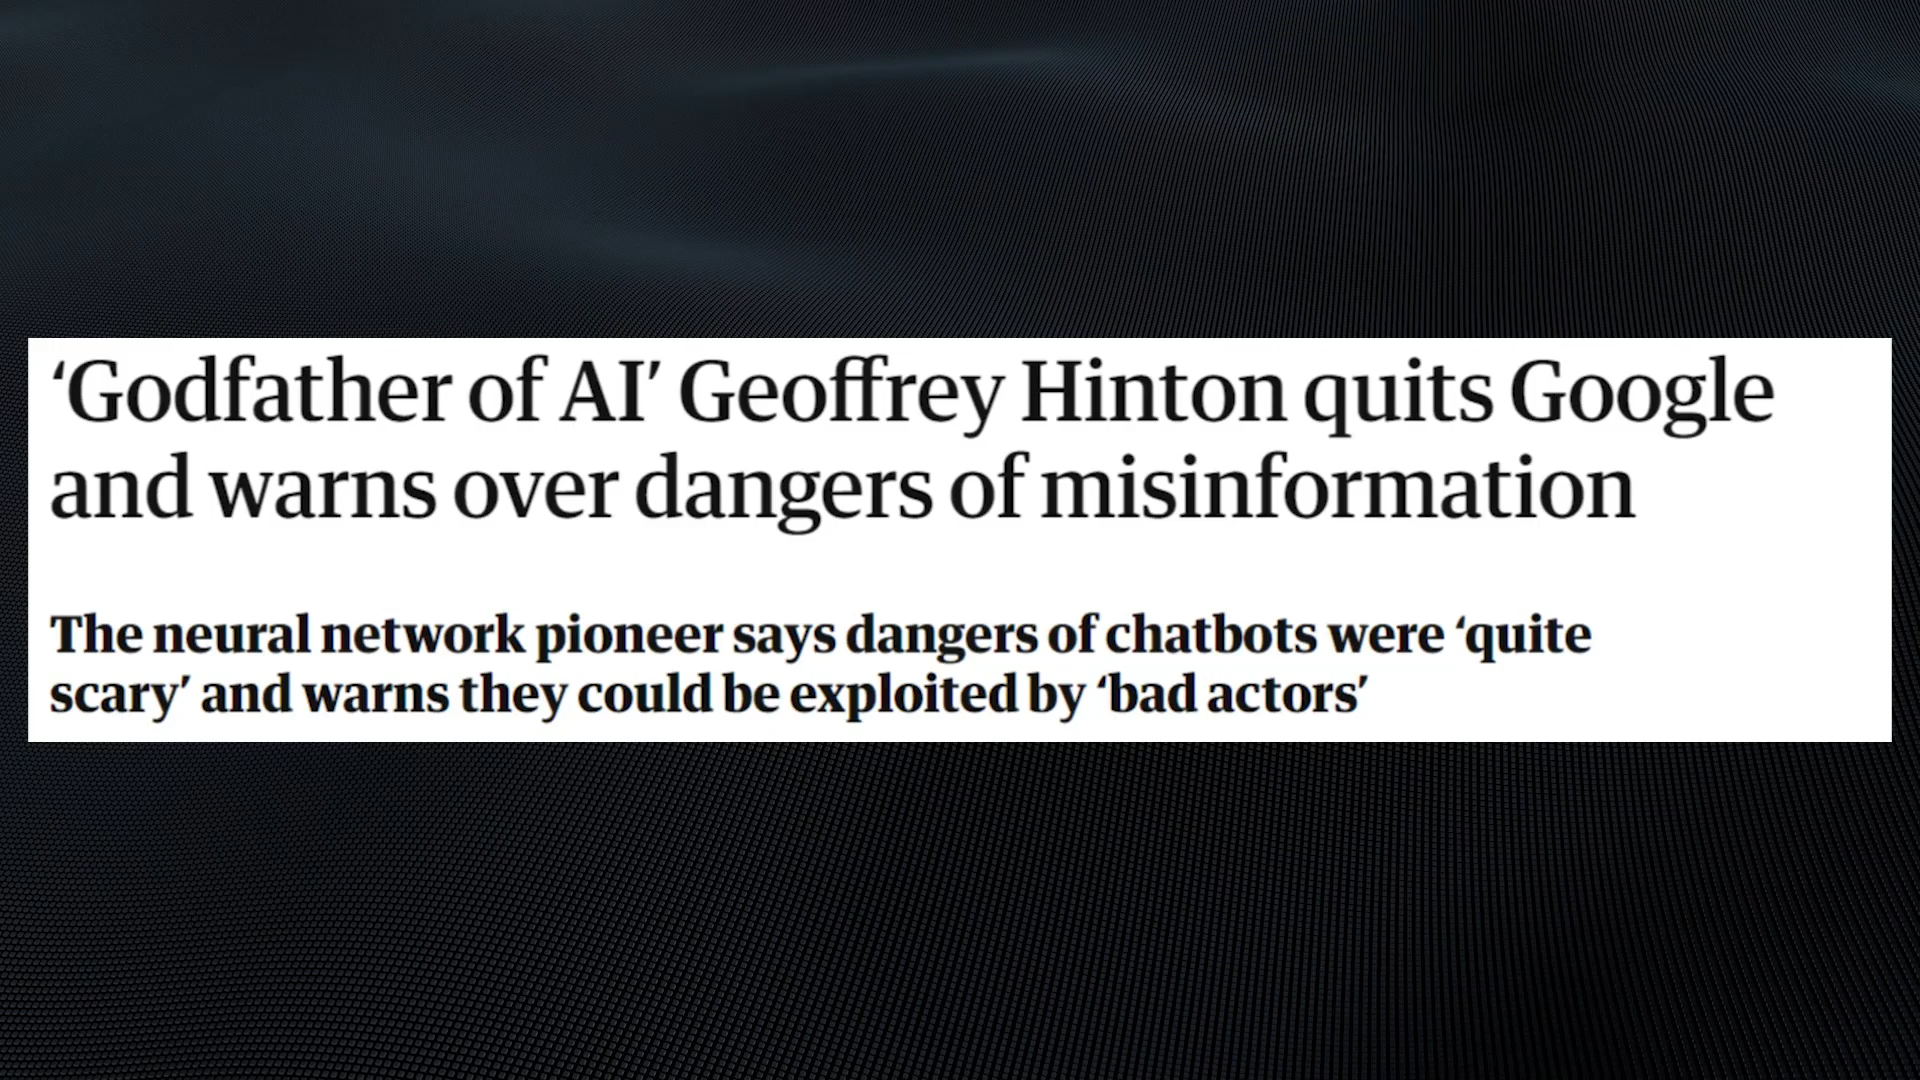 ‘Godfather of AI’ Geoffrey Hinton quits Google
and warns over dangers of misinformation
The neural network pioneer says dangers of chatbots were ‘quite
scary’ and warns they could be exploited by ‘bad actors’